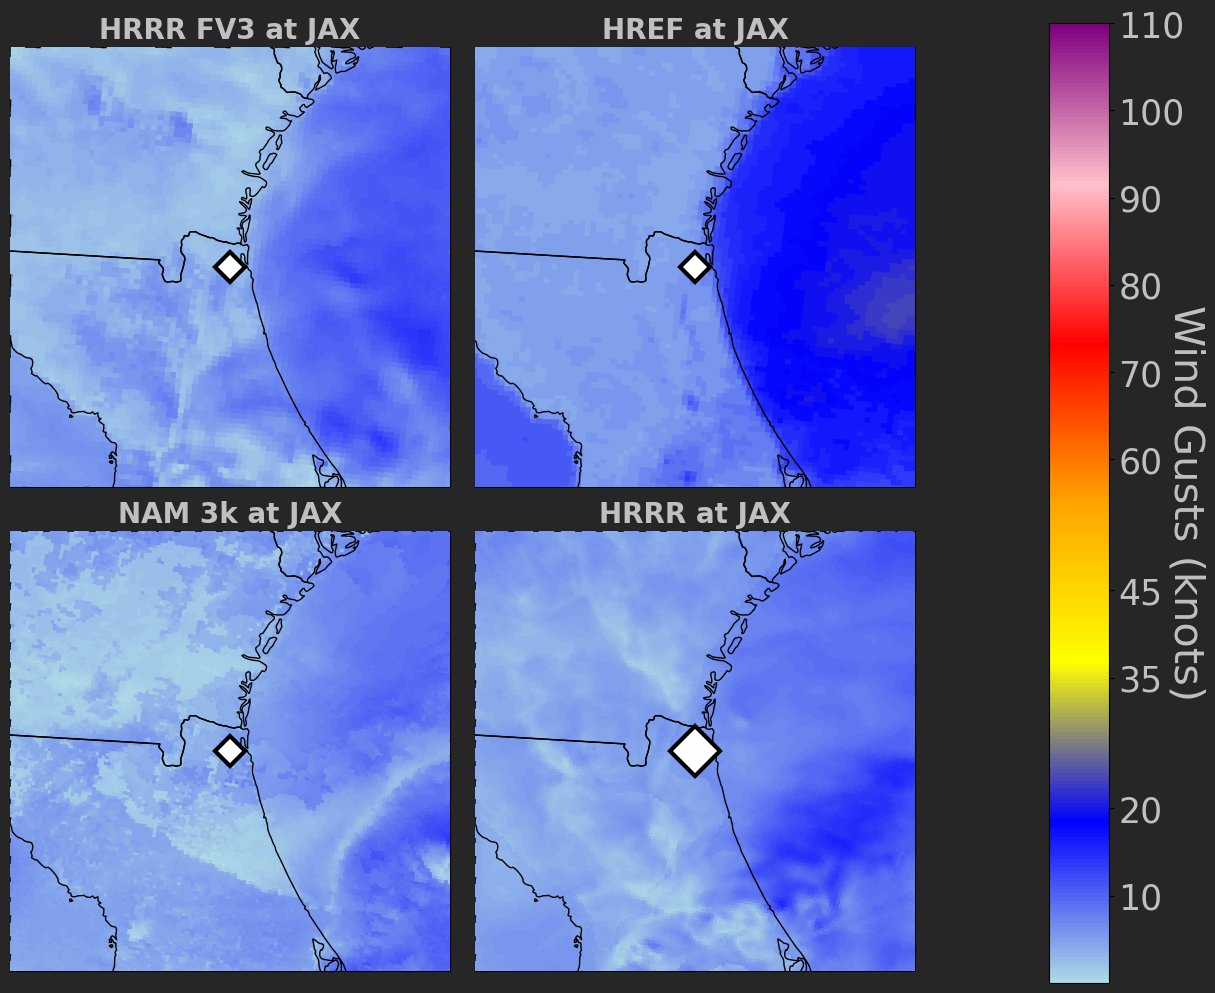 HRRR FV3 at JAX
HREF at JAX
NAM 3k at JAX
HRRR at JAX
110
100
90
80
70
60
45
35
20
10
Wind Gusts (knots)